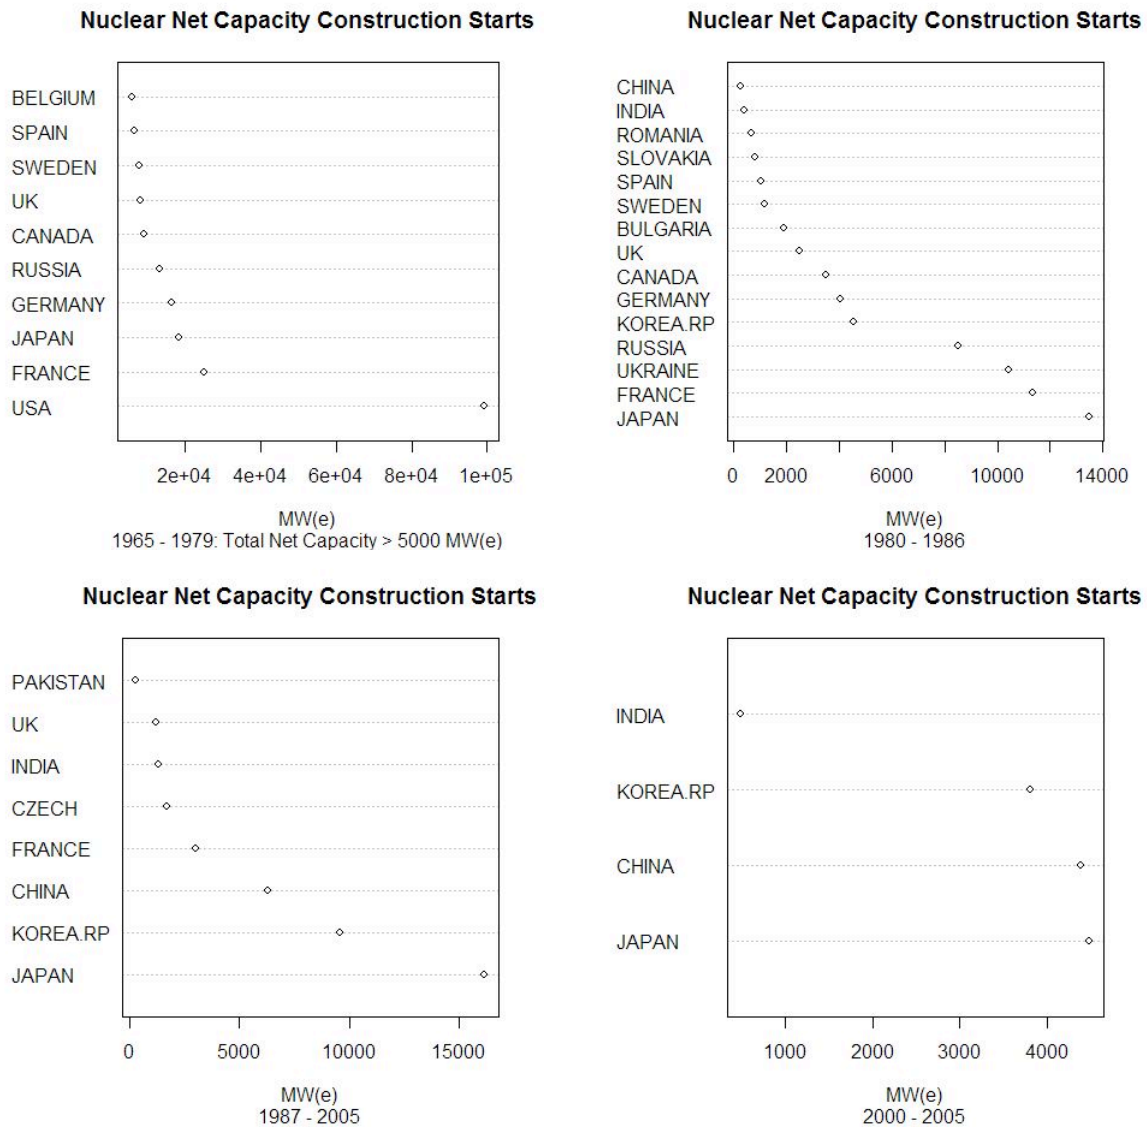 Nuclear Net Capacity Construction Starts
BELGIUM
SPAIN
SWEDEN
UK
CANADA
RUSSIA
GERMANY
JAPAN
FRANCE
USA
2e+04 4e+04 6e+04 8e+04 1e+05
MW(e)
1965 - 1979: Total Net Capacity > 5000 MW(e)
Nuclear Net Capacity Construction Starts
CHINA
INDIA
ROMANIA
SLOVAKIA
SPAIN
SWEDEN
BULGARIA
UK
CANADA
GERMANY
KOREA.RP
RUSSIA
UKRAINE
FRANCE
JAPAN
0 2000 6000 10000 14000
MW(e)
1980 - 1986
Nuclear Net Capacity Construction Starts
PAKISTAN
UK
INDIA
CZECH
FRANCE
CHINA
KOREA.RP
JAPAN
0 5000 10000 15000
MW(e)
1987 - 2005
Nuclear Net Capacity Construction Starts
INDIA
KOREA.RP
CHINA
JAPAN
1000 2000 3000 4000
MW(e)
2000 - 2005